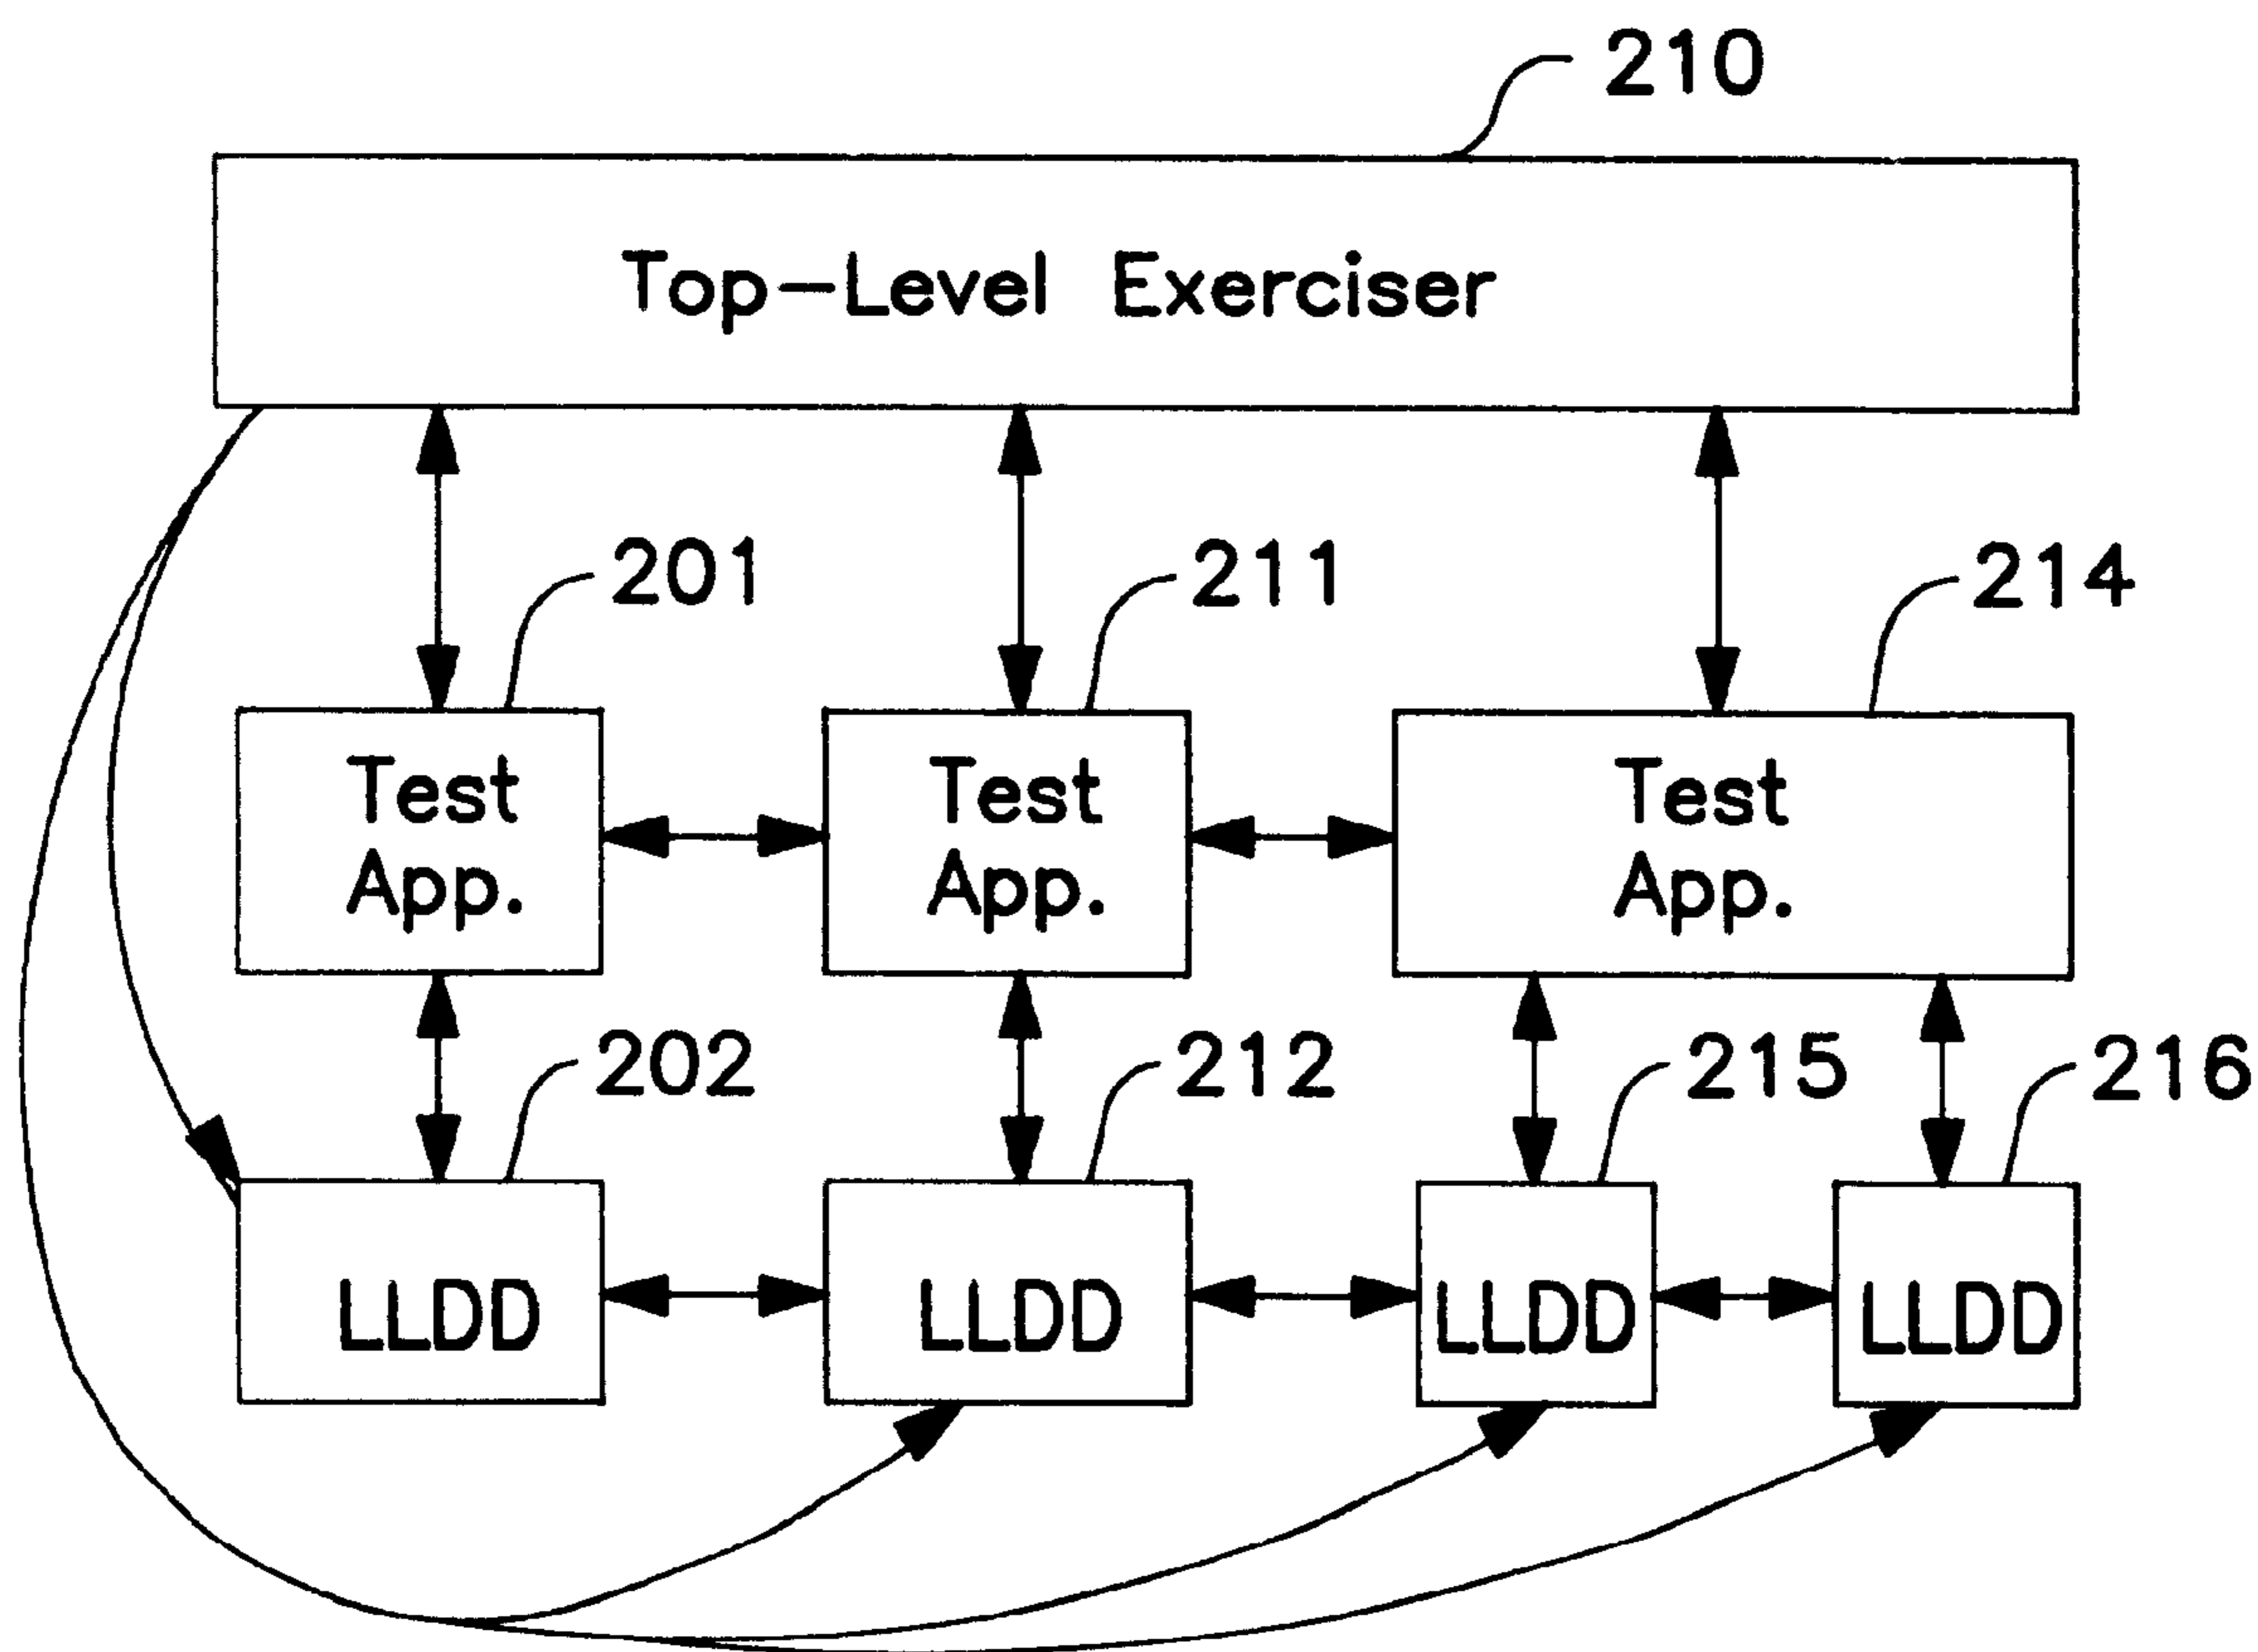 210
Top-Level Exerciser
201
211
214
Test
App.
Test
App.
Test
App.
202
212
215
216
LLDD
LLDD
LLDD
LLDD